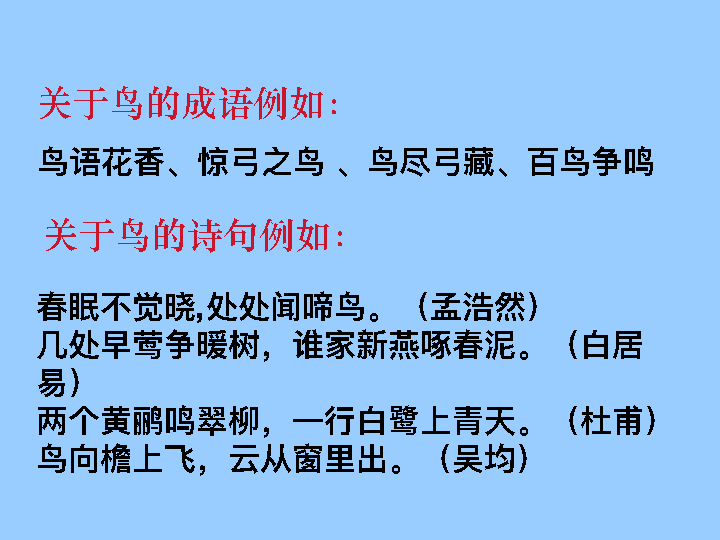 关于鸟的成语例如：
鸟语花香、惊弓之鸟 、鸟尽弓藏、百鸟争鸣
关于鸟的诗句例如：
春眠不觉晓,处处闻啼鸟。（孟浩然）
几处早莺争暖树，谁家新燕啄春泥。（白居
易）
两个黄鹂鸣翠柳，一行白鹭上青天。（杜甫）
鸟向檐上飞，云从窗里出。（吴均）